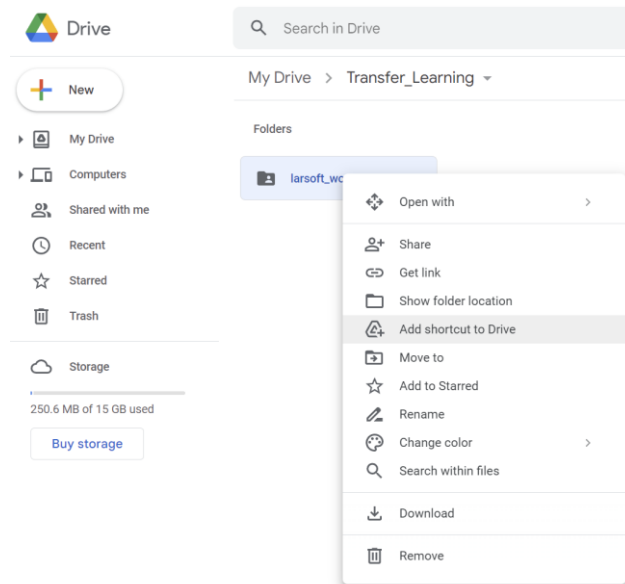 Drive
Search in Drive
New
My Drive
Computers
Shared with me
Recent
Starred
Trash
Storage
250.6 MB of 15 GB used
Buy storage
My Drive > Transfer_Learning
Folders
larsoft_wo
Open with
Share
Get link
Show folder location
Add shortcut to Drive
Move to
Add to Starred
Rename
Change color
Search within files
Download
Remove